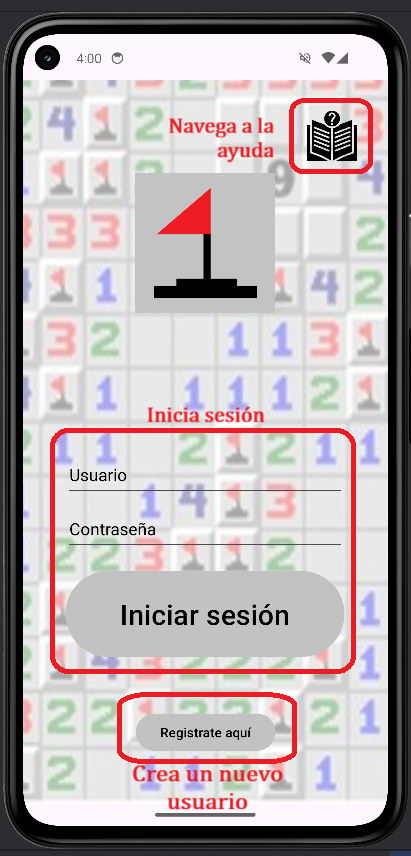 4:00
Navega a la
ayuda
?
Inicia sesión
Usuario
Contraseña
Iniciar sesión
Registrate aquí
Crea un nuevo
usuario